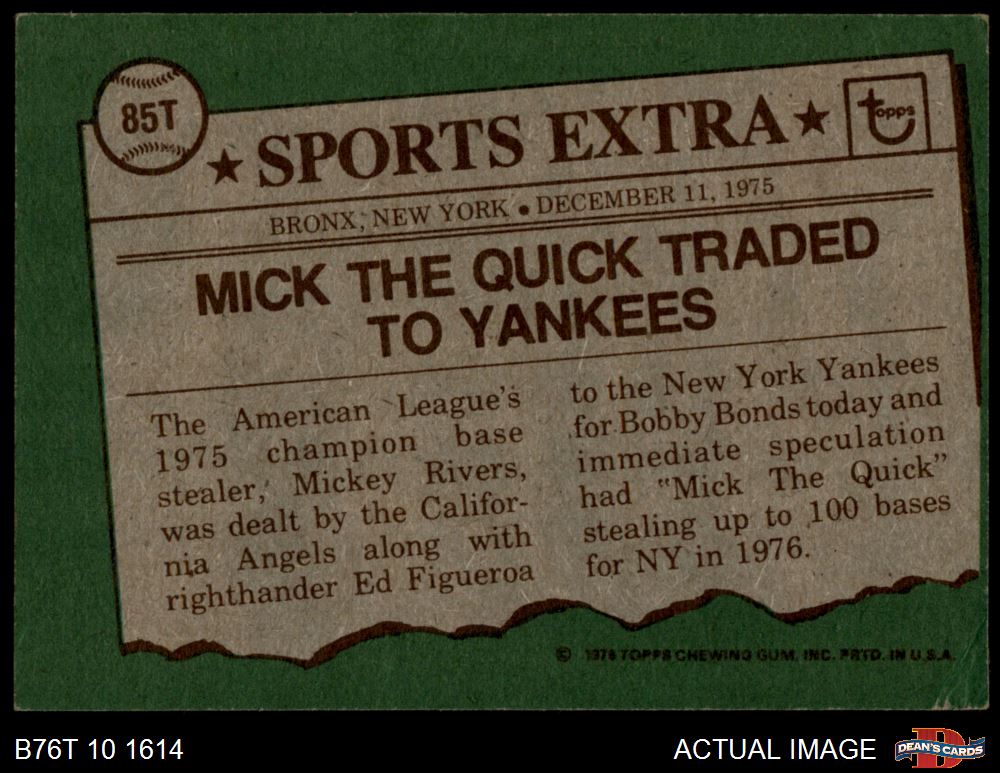 85T
★ SPORTS EXTRA ★
topps
BRONX, NEW YORK • DECEMBER 11, 1975
MICK THE QUICK TRADED
TO YANKEES
The American League's
1975 champion base
stealer, Mickey Rivers,
was dealt by the Califor-
nia Angels along with
righthander Ed Figueroa
to the New York Yankees
for Bobby Bonds today and
immediate speculation
had "Mick The Quick"
stealing up to 100 bases
for NY in 1976.
© 1976 TOPPS CHEWING GUM, INC. PRTD. IN U.S.A.
B76T 10 1614
ACTUAL IMAGE
DEAN'S CARDS